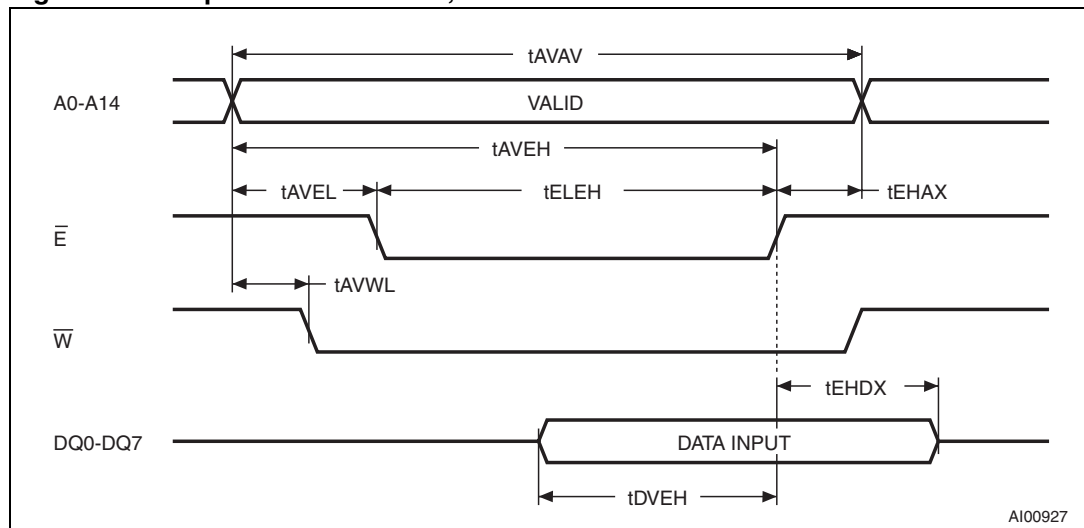 tAVAV
A0-A14
VALID
tAVEH
tAVEL
tELEH
tEHAX
E̅
tAVWL
W̅
tEHDX
DQ0-DQ7
DATA INPUT
tDVEH
AI00927